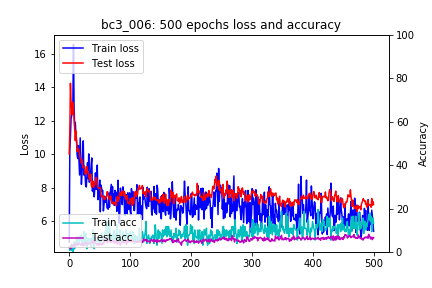 bc3_006: 500 epochs loss and accuracy
Train loss
Test loss
Train acc
Test acc
Loss
Accuracy
16
14
12
10
8
6
100
80
60
40
20
0
0
100
200
300
400
500